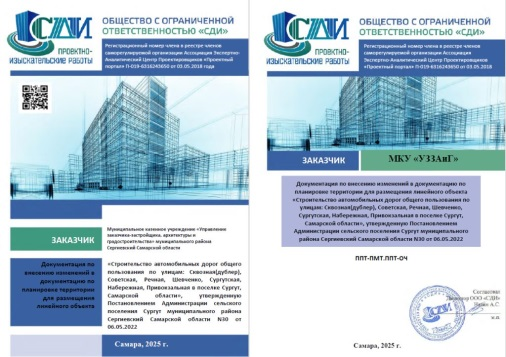 СДИ
ПРОЕКТНО-
ИЗЫСКАТЕЛЬСКИЕ РАБОТЫ
ОБЩЕСТВО С ОГРАНИЧЕННОЙ
ОТВЕТСТВЕННОСТЬЮ «СДИ»
Регистрационный номер члена в реестре членов
саморегулируемой организации Ассоциация Экспертно-
Аналитический Центр Проектировщиков «Проектный
портал» П-019-6316243650 от 03.05.2018 года
ЗАКАЗЧИК
Муниципальное казенное учреждение «Управление
заказчика-застройщика, архитектуры и
градостроительства» муниципального района
Сергиевский Самарской области
Документация по
внесению изменений в
документацию по
планировке территории
для размещения
линейного объекта
«Строительство автомобильных дорог общего
пользования по улицам: Сквозная(дублер),
Советская, Речная, Шевченко, Сургутская,
Набережная, Привокзальная в поселке Сургут,
Самарской области», утвержденную
Постановлением Администрации сельского
поселения Сургут муниципального района
Сергиевский Самарской области N30 от
06.05.2022
Самара, 2025 г.
СДИ
ПРОЕКТНО-
ИЗЫСКАТЕЛЬСКИЕ РАБОТЫ
ОБЩЕСТВО С ОГРАНИЧЕННОЙ
ОТВЕТСТВЕННОСТЬЮ «СДИ»
Регистрационный номер члена в реестре членов
саморегулируемой организации Ассоциация
Экспертно-Аналитический Центр Проектировщиков
«Проектный портал» П-019-6316243650 от 03.05.2018
ЗАКАЗЧИК
МКУ «УЗЗАиГ»
Документация по внесению изменений в документацию по
планировке территории для размещения линейного объекта
«Строительство автомобильных дорог общего пользования по
улицам: Сквозная(дублер), Советская, Речная, Шевченко,
Сургутская, Набережная, Привокзальная в поселке Сургут,
Самарской области», утвержденную Постановлением
Администрации сельского поселения Сургут муниципального
района Сергиевский Самарской области N30 от 06.05.2022
ППТ-ПМТ.ППТ-ОЧ
Согласовано
ООО «СДИ»
А.С.
Самара, 2025 г.